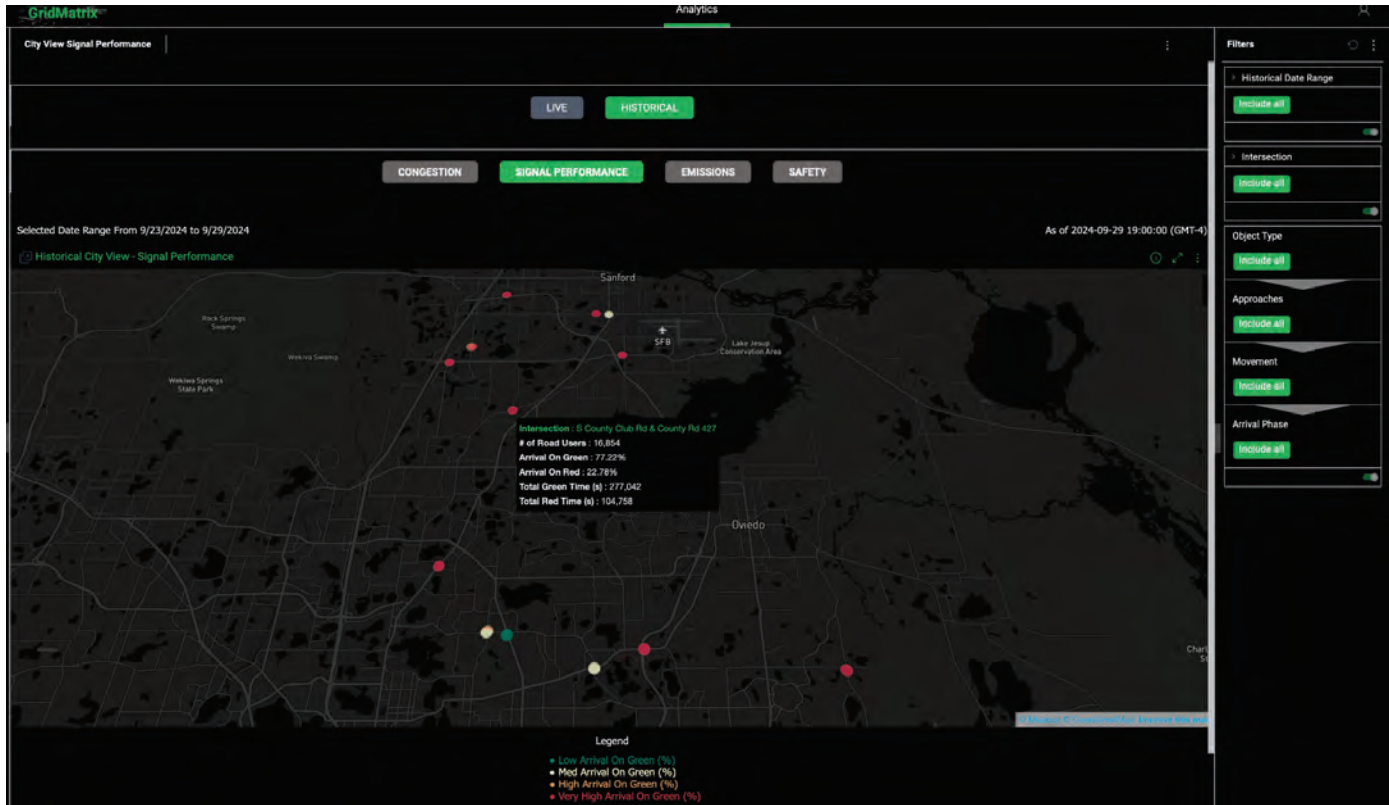 GridMatrix
Analytics
City View Signal Performance
Filters
Historical Date Range
Include all
LIVE
HISTORICAL
Intersection
Include all
CONGESTION
SIGNAL PERFORMANCE
EMISSIONS
SAFETY
Selected Date Range From 9/23/2024 to 9/29/2024
As of 2024-09-29 19:00:00 (GMT-4)
Object Type
Include all
Historical City View - Signal Performance
Sanford
Approaches
Include all
Rock Springs
Swamp
SFB
Lake Jesup
Conservation Area
Wekiva Swamp
Movement
Include all
Wekiwa Springs
State Park
Arrival Phase
Include all
Intersection : S County Club Rd & County Rd 427
# of Road Users : 16,854
Arrival On Green : 77.22%
Arrival On Red : 22.78%
Total Green Time (s) : 277,042
Total Red Time (s) : 104,758
Oviedo
Legend
Low Arrival On Green (%)
Med Arrival On Green (%)
High Arrival On Green (%)
Very High Arrival On Green (%)